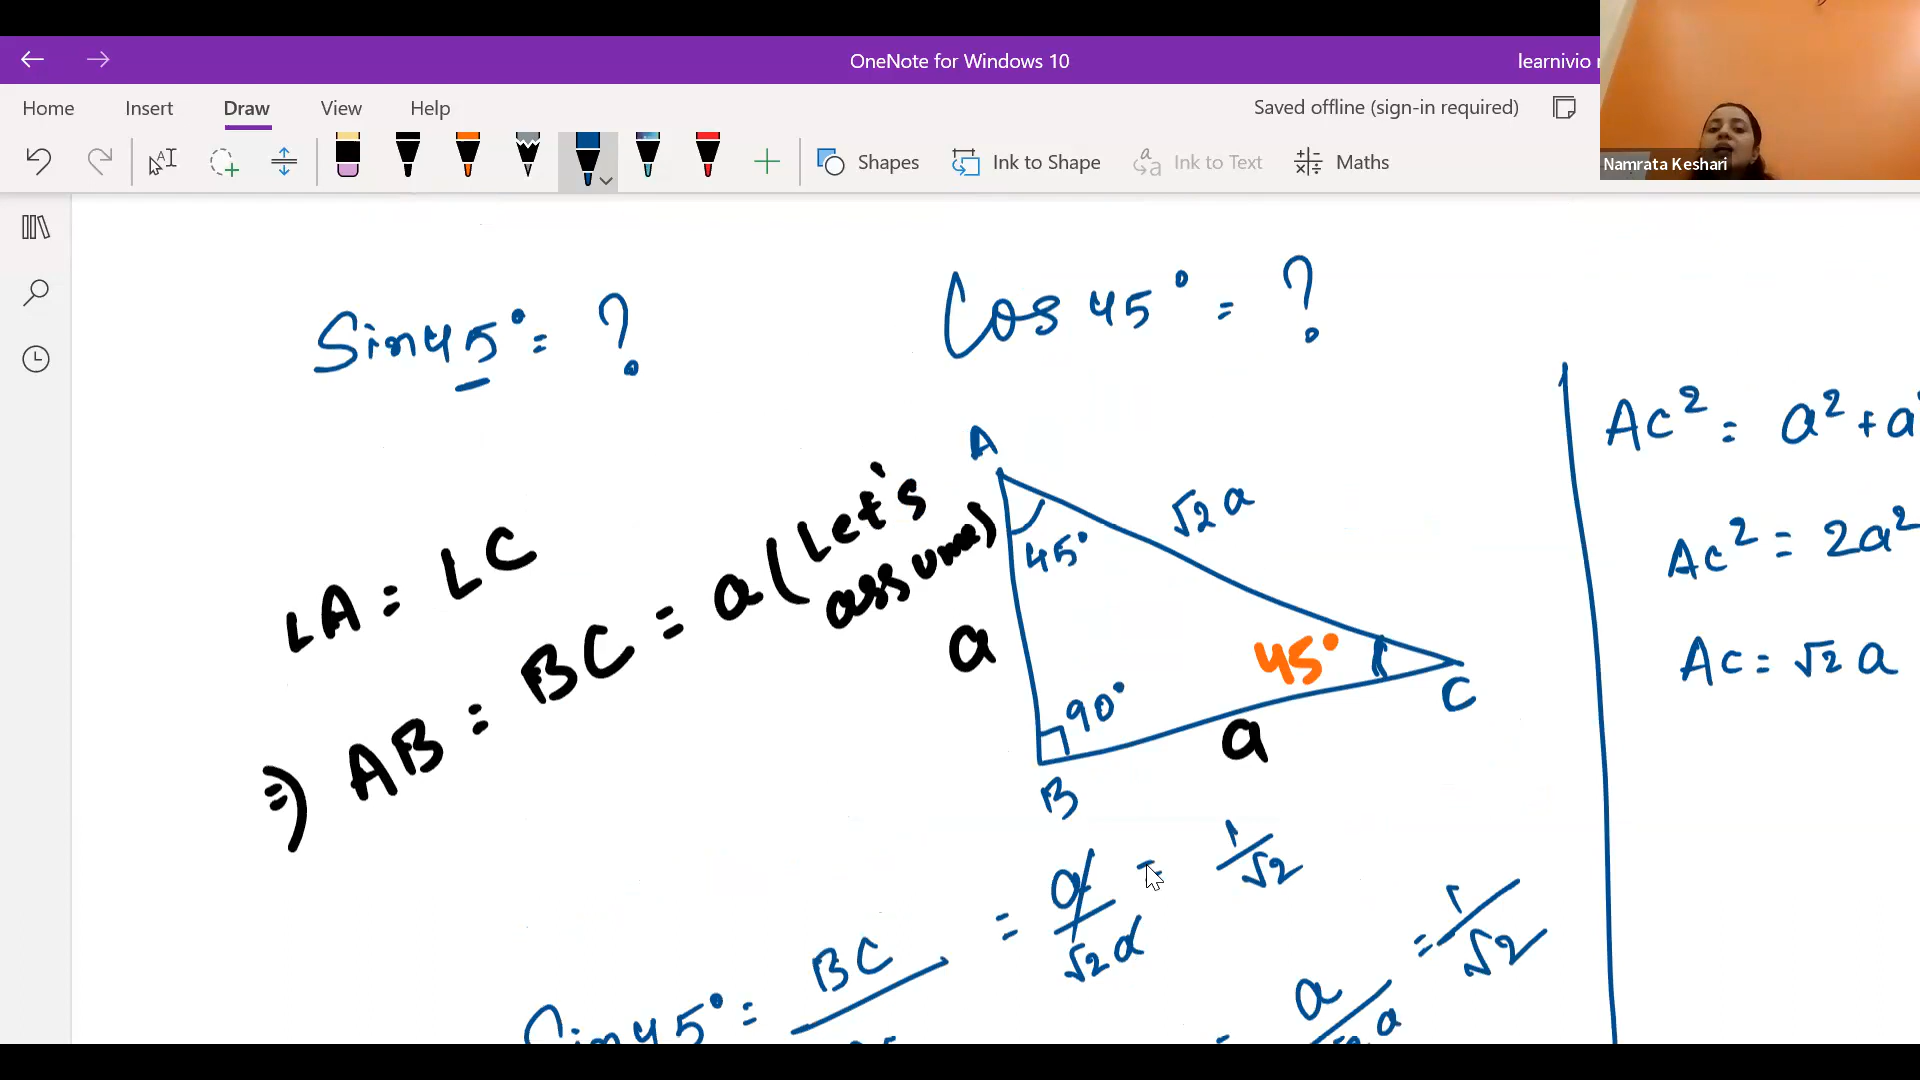 OneNote for Windows 10
learnivio
Home Insert Draw View Help
Saved offline (sign-in required)
Shapes Ink to Shape Ink to Text Maths
Namrata Keshari
Sin45° = ?
Cos 45° = ?
A
√2 a
45°
a
45°
90°
a
B
C
∟A = ∟C
⇒ AB = BC = a (Let's assume)
AC² = a² + a
AC² = 2a²
AC = √2 a
Sin45° = BC = a/√2a = 1/√2
= a/√2a = 1/√2